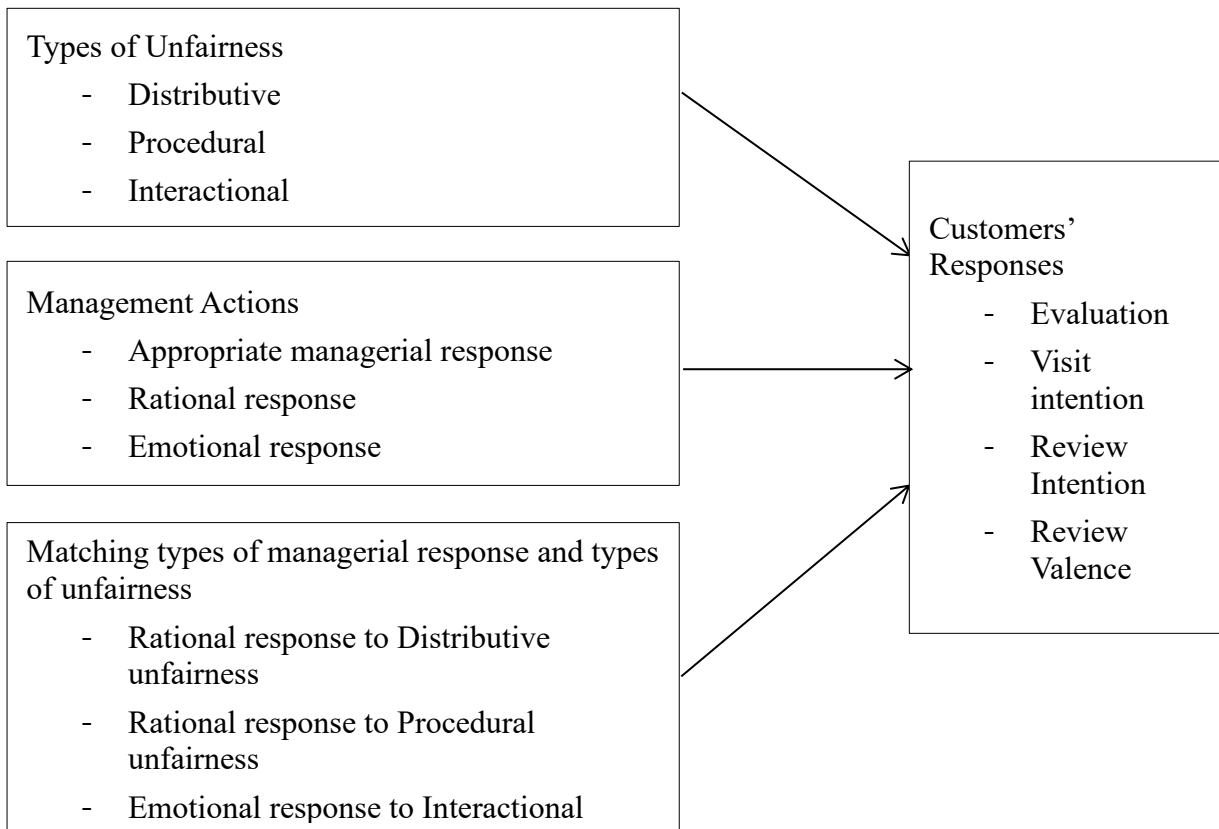 Types of Unfairness
- Distributive
- Procedural
- Interactional
Management Actions
- Appropriate managerial response
- Rational response
- Emotional response
Matching types of managerial response and types
of unfairness
- Rational response to Distributive
unfairness
- Rational response to Procedural
unfairness
- Emotional response to Interactional
Customers’
Responses
- Evaluation
- Visit
intention
- Review
Intention
- Review
Valence